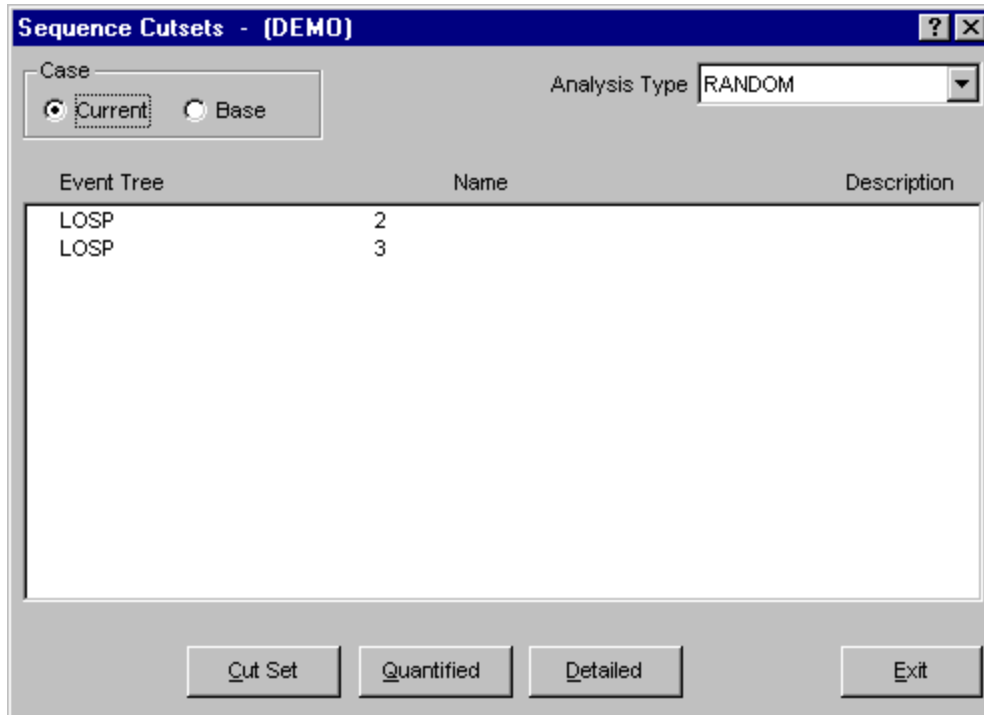 Sequence Cutsets - (DEMO)
?
Case
Current Base
Analysis Type RANDOM
Event Tree Name Description
LOSP 2
LOSP 3
Cut Set Quantified Detailed Exit